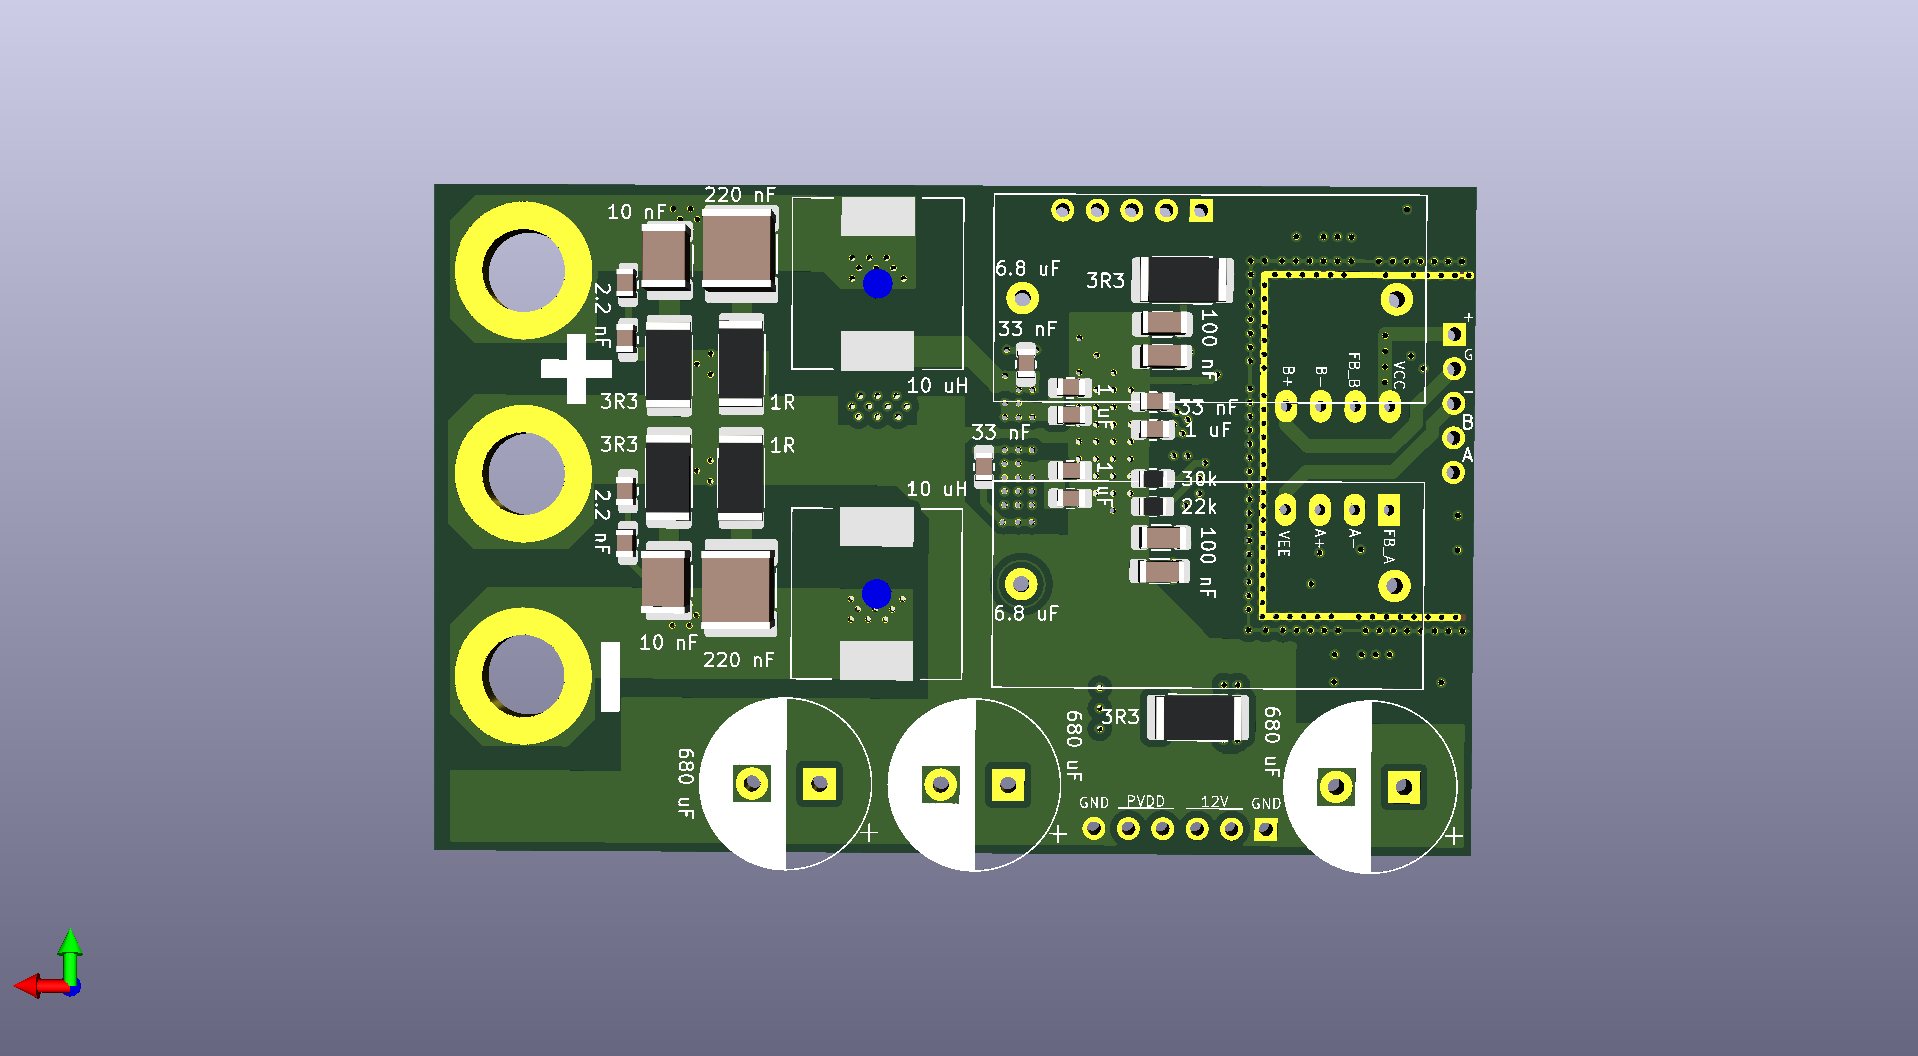 220 nF
10 nF
6.8 uF
3R3
2.2 nF
33 nF
100 nF
+
G
B+
B-
FB_B
VCC
10 uH
3R3
1R
1 uF
33 nF
1 uF
-
B
A
33 nF
3R3
1R
10 uH
1 uF
30k
22k
2.2 nF
100 nF
VEE
A+
A-
FB_A
6.8 uF
10 nF
220 nF
680 uF
3R3
680 uF
680 uF
GND
PVDD
12V
GND
+
+
+